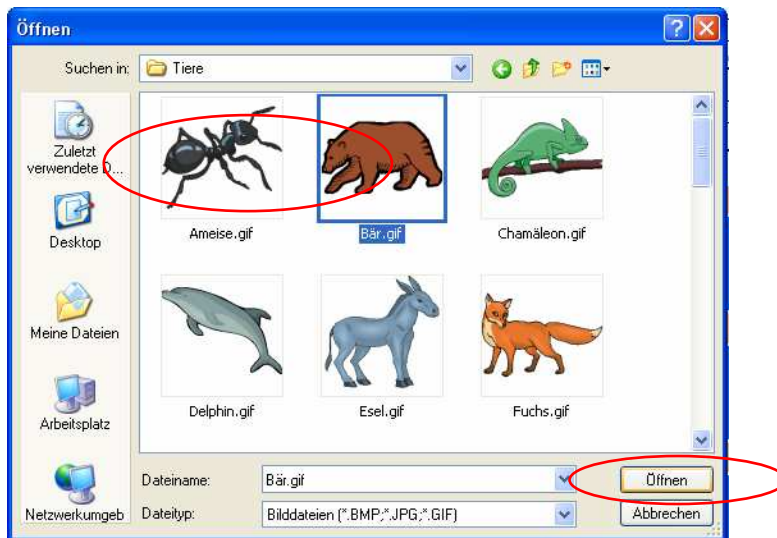 Öffnen
Suchen in: Tiere
Zuletzt
verwendete D...
Desktop
Meine Dateien
Arbeitsplatz
Netzwerkumgeb
Ameise.gif Bär.gif Chamäleon.gif
Delphin.gif Esel.gif Fuchs.gif
Dateiname: Bär.gif Öffnen
Dateityp: Bilddateien (*.BMP;*.JPG;*.GIF) Abbrechen